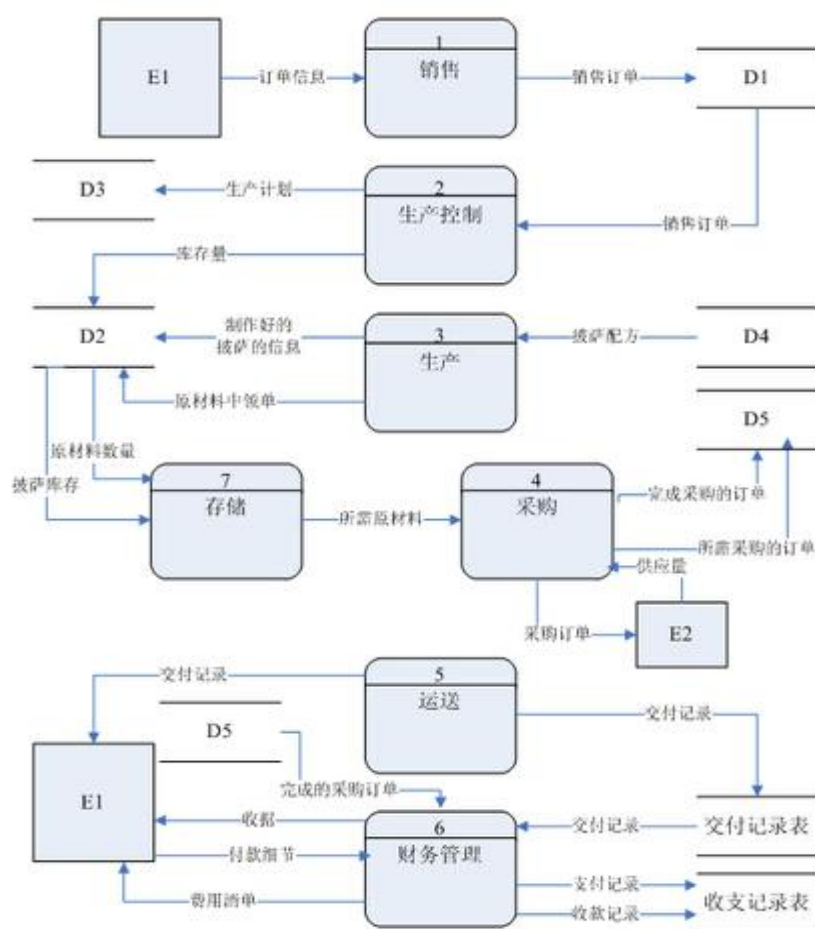 1
E1
订单信息
销售
销售订单
D1
D3
生产计划
2
生产控制
销售订单
库存量
D2
制作好的
披萨的信息
3
生产
披萨配方
D4
原材料申领单
D5
原材料数量
披萨库存
7
存储
所需原材料
4
采购
完成采购的订单
所需采购的订单
供应量
采购订单
E2
交付记录
5
运送
交付记录
D5
完成的采购订单
E1
收据
6
财务管理
交付记录
交付记录表
付款细节
支付记录
收支记录表
费用清单
收款记录